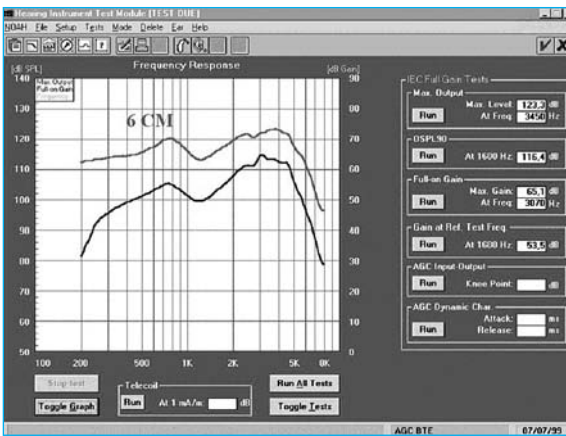 Hearing Instrument Test Module [TEST DUE]
NOAH File Setup Tests Mode Delete Ear Help
[dB SPL] Frequency Response [dB Gain]
Max. Output
Full-on Gain
6 CM
140 90
130 80
120 70
110 60
100 50
90 40
80 30
70 20
60 10
50 0
100 200 500 1K 2K 5K 8K
Stop test
Toggle Graph
Telecoil
Run At 1 mA/m: dB
Run All Tests
Toggle Tests
IEC Full Gain Tests
Max. Output
Run Max. Level: 123,3 dB
At Freq: 3450 Hz
OSPL90
Run At 1600 Hz: 116,4 dB
Full-on Gain
Run Max. Gain: 65,1 dB
At Freq: 3070 Hz
Gain at Ref. Test Freq.
Run At 1600 Hz: 53,5 dB
AGC Input-Output
Run Knee Point: dB
AGC Dynamic Char.
Attack: ms
Run Release: ms
AGC BTE 07/07/99